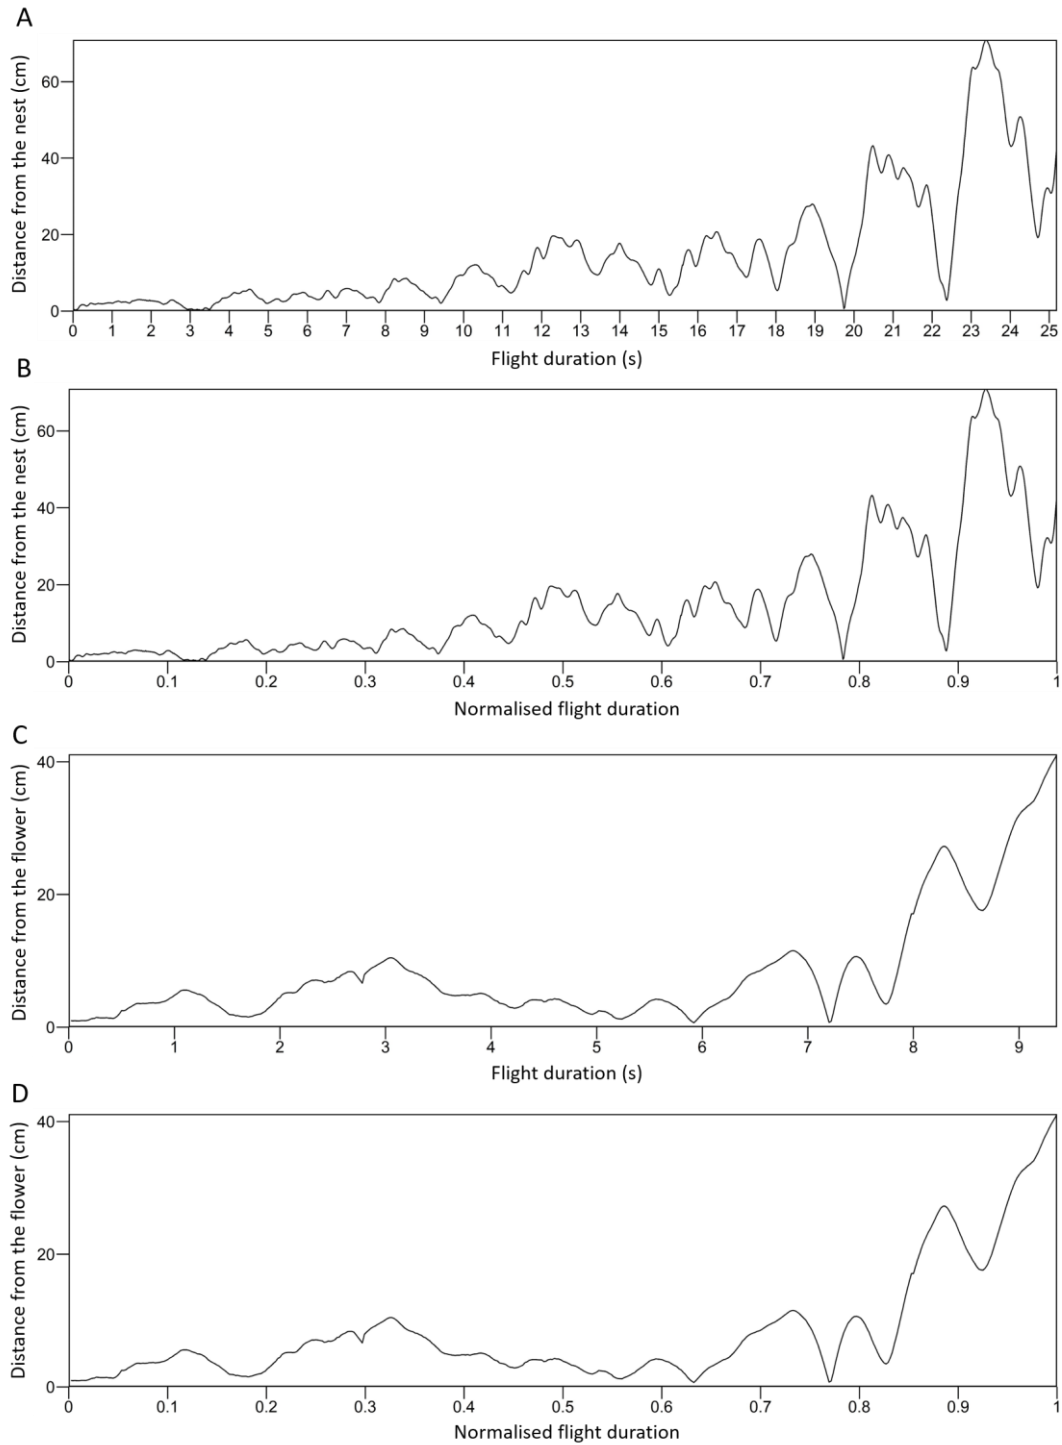 A
Distance from the nest (cm)
60
40
20
0
0 1 2 3 4 5 6 7 8 9 10 11 12 13 14 15 16 17 18 19 20 21 22 23 24 25
Flight duration (s)
B
Distance from the nest (cm)
60
40
20
0
0 0.1 0.2 0.3 0.4 0.5 0.6 0.7 0.8 0.9 1
Normalised flight duration
C
Distance from the flower (cm)
40
20
0
0 1 2 3 4 5 6 7 8 9
Flight duration (s)
D
Distance from the flower (cm)
40
20
0
0 0.1 0.2 0.3 0.4 0.5 0.6 0.7 0.8 0.9 1
Normalised flight duration